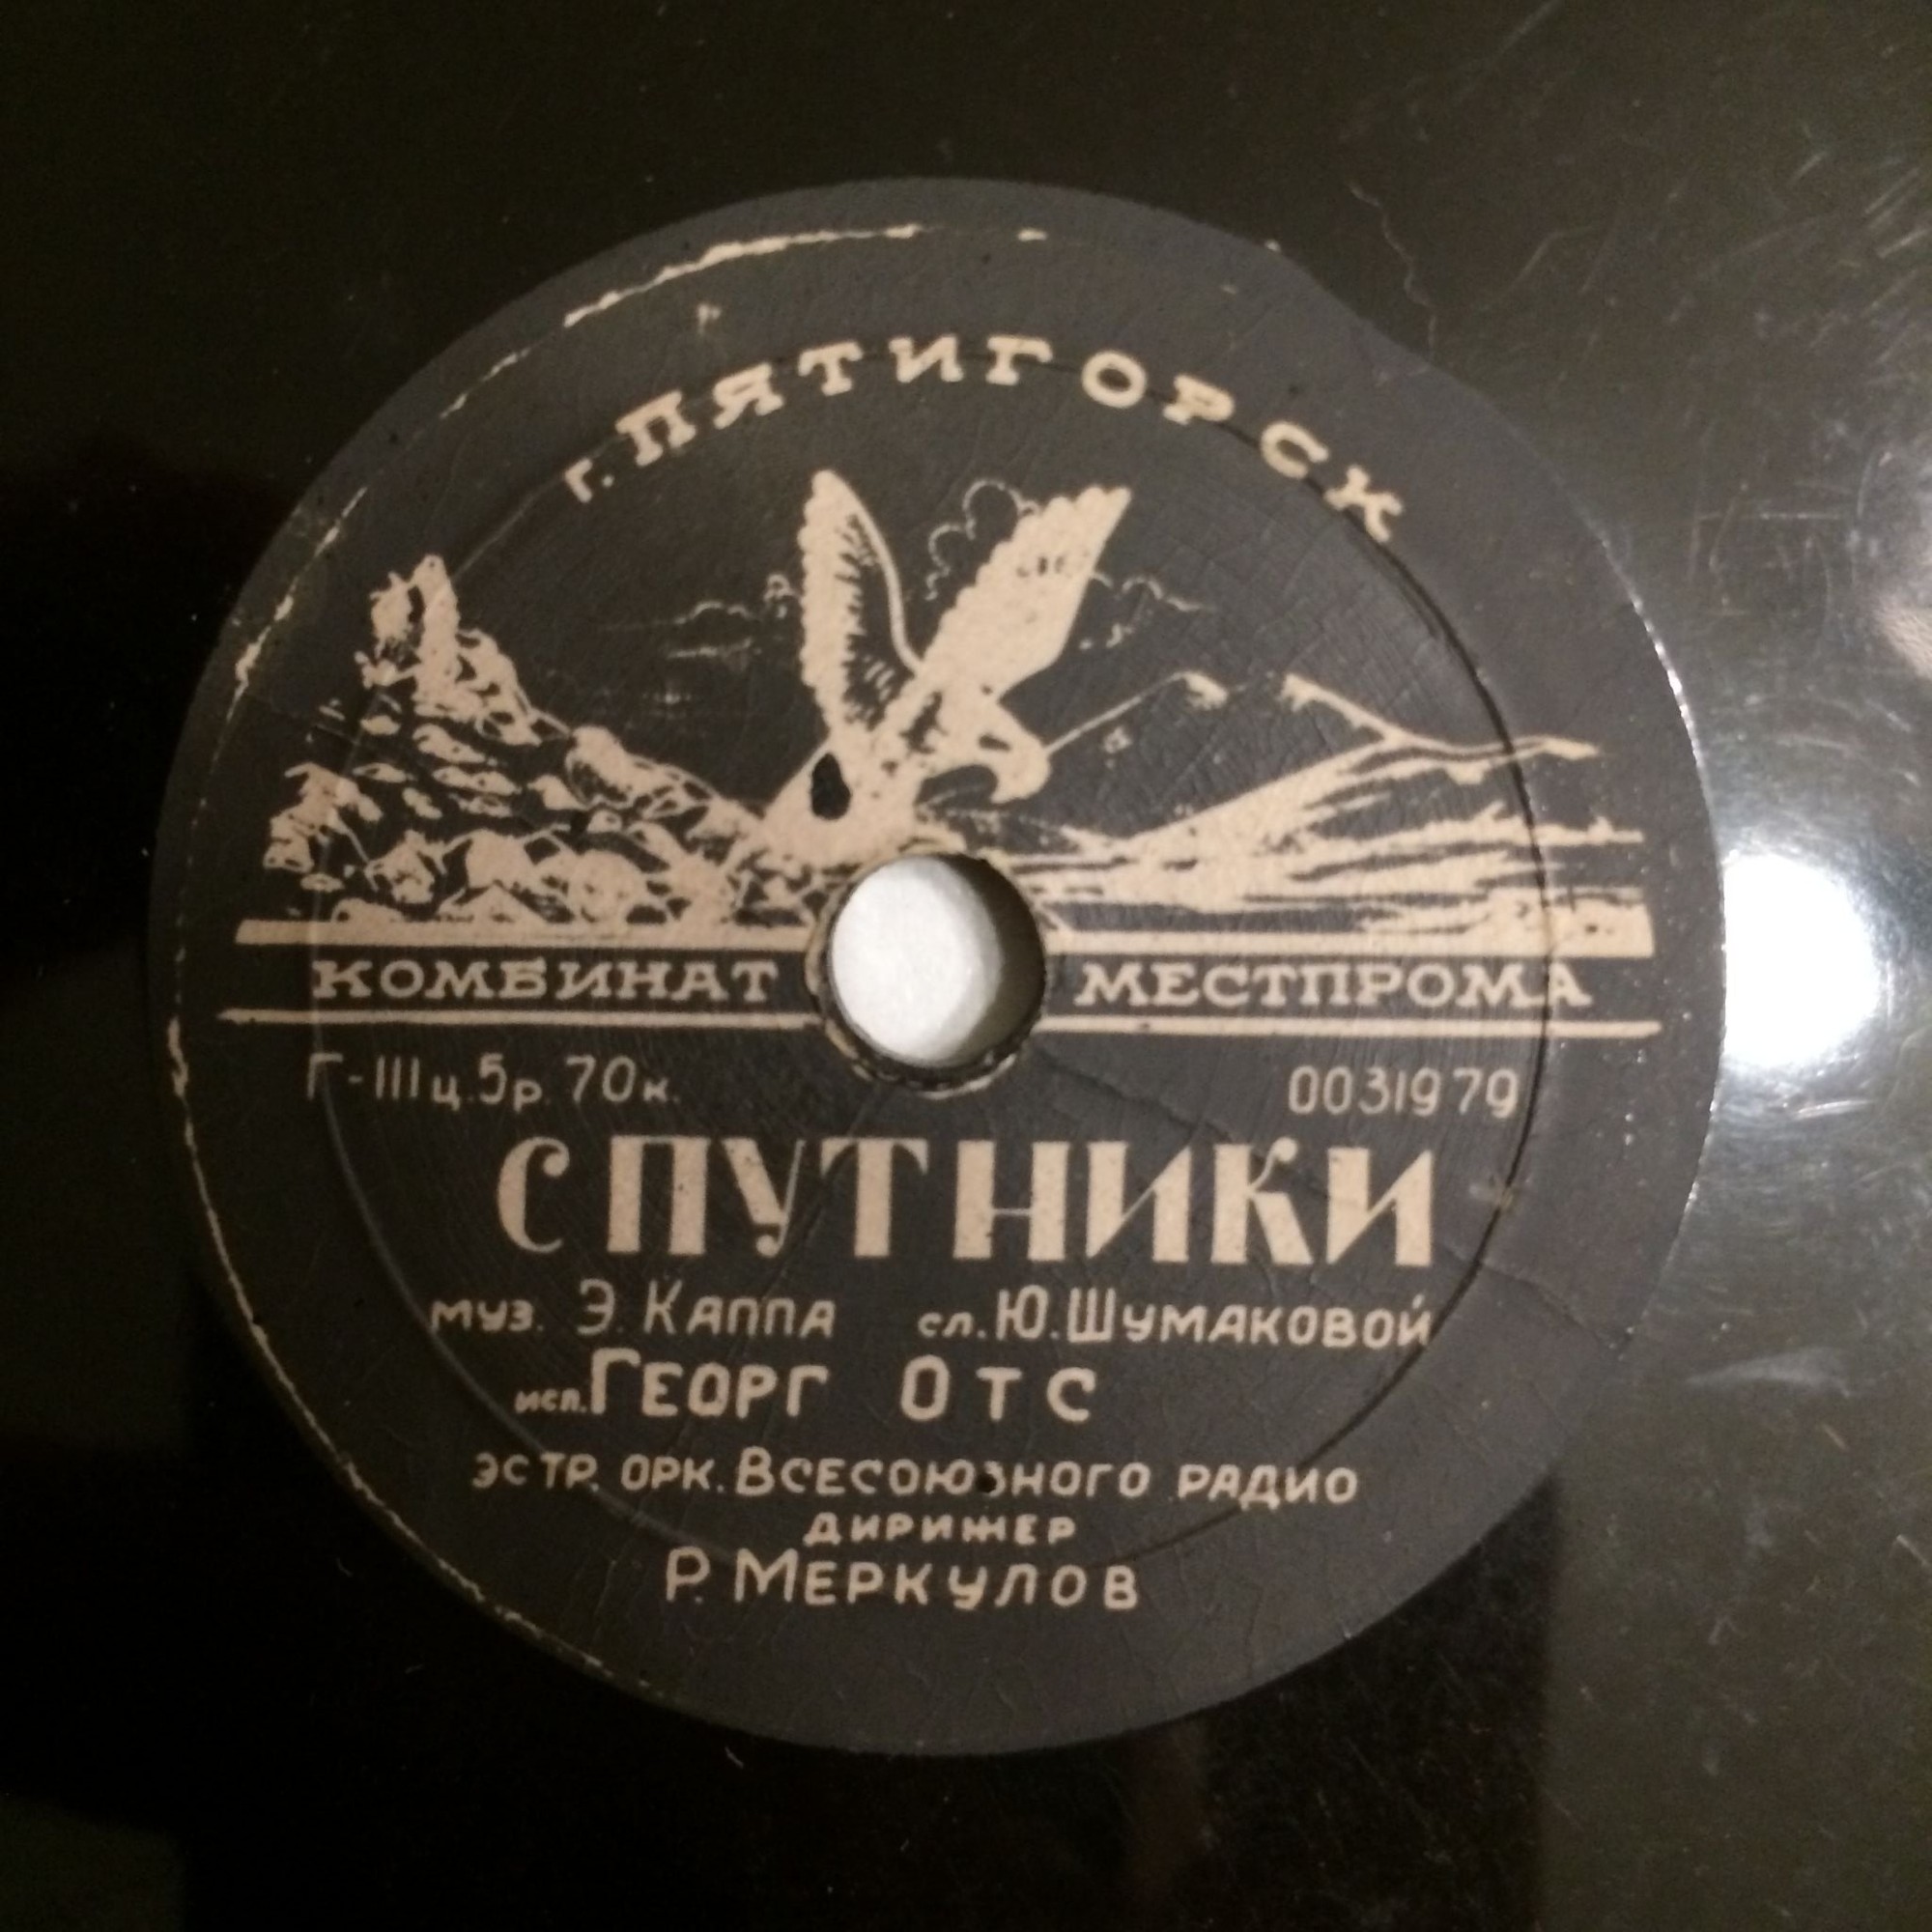 г. ПЯТИГОРСК
КОМБИНАТ МЕСТПРОМА
Г-III ц. 5р. 70к. 0031979
СПУТНИКИ
муз. Э. Каппа сл. Ю. Шумаковой
исп. ГЕОРГ ОТС
ЭСТР. ОРК. ВСЕСОЮЗНОГО РАДИО
ДИРИЖЕР
Р. МЕРКУЛОВ